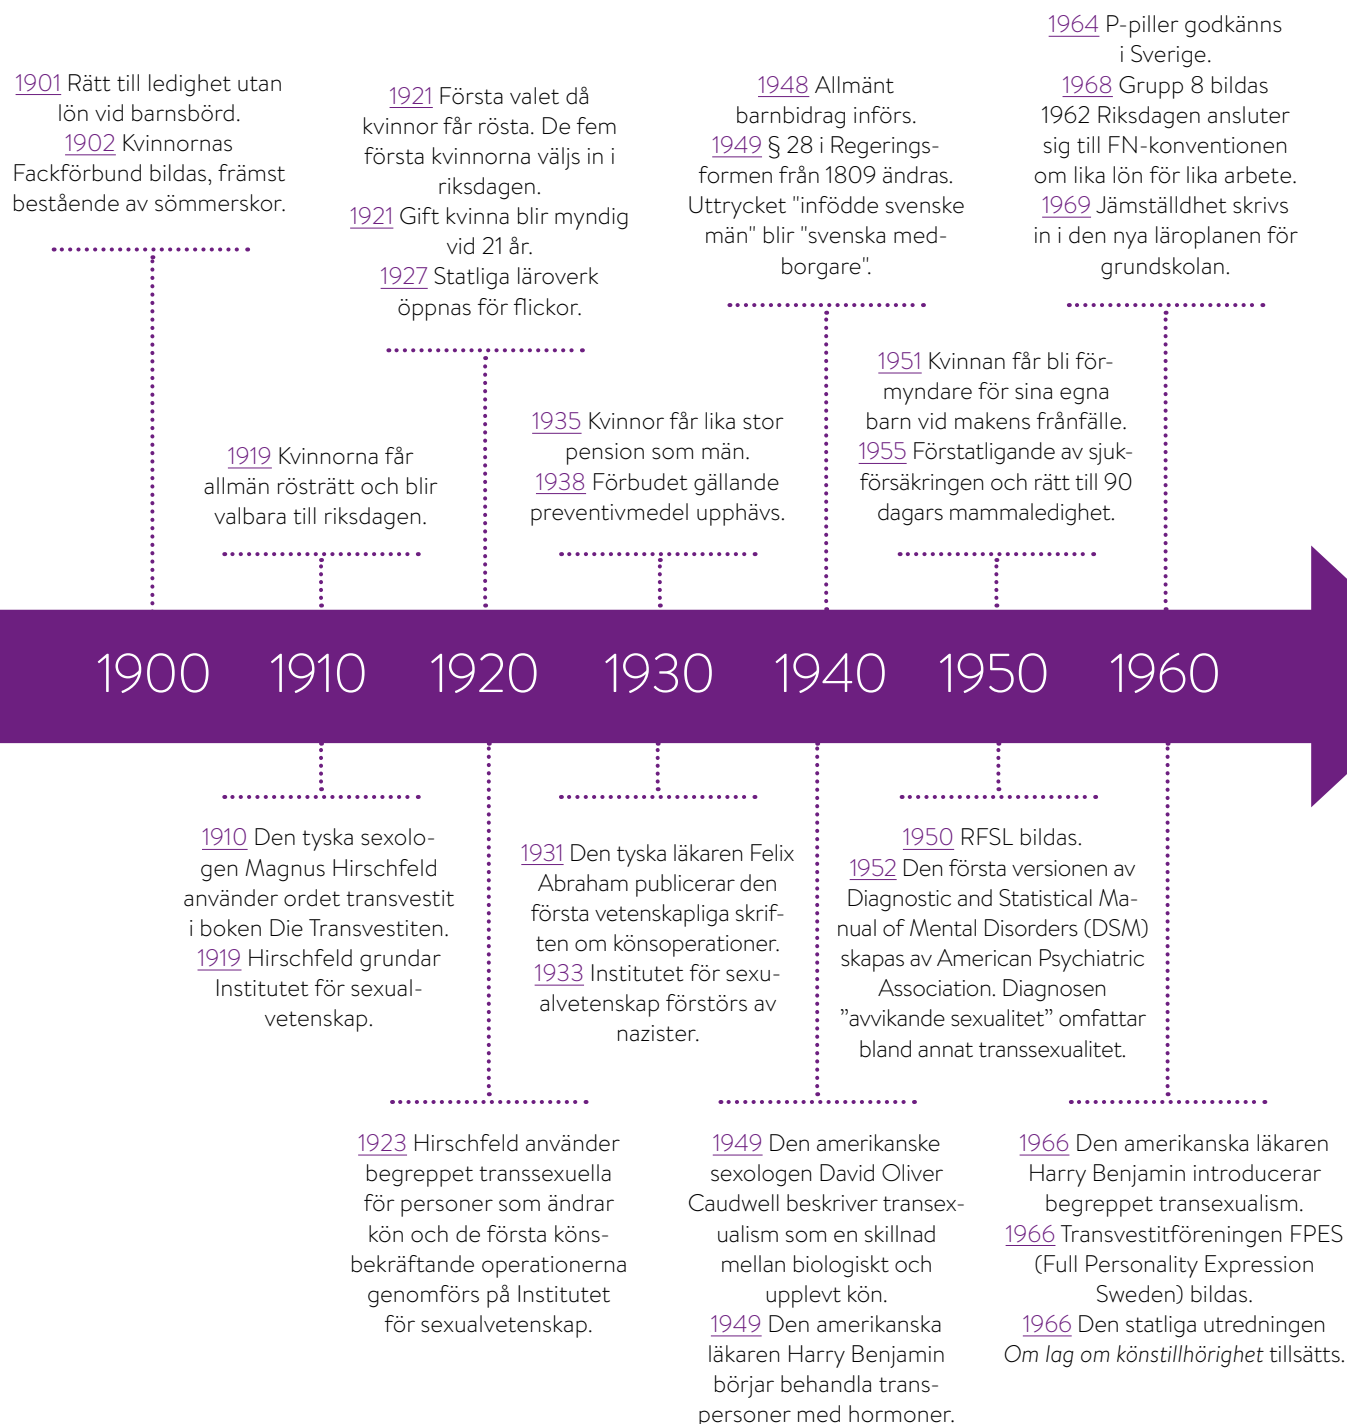 1901 Rätt till ledighet utan
lön vid barnsbörd.
1902 Kvinnornas
Fackförbund bildas, främst
bestående av sömmerskor.
1919 Kvinnorna får
allmän rösträtt och blir
valbara till riksdagen.
1921 Första valet då
kvinnor får rösta. De fem
första kvinnorna väljs in i
riksdagen.
1921 Gift kvinna blir myndig
vid 21 år.
1927 Statliga läroverk
öppnas för flickor.
1935 Kvinnor får lika stor
pension som män.
1938 Förbudet gällande
preventivmedel upphävs.
1948 Allmänt
barnbidrag införs.
1949 § 28 i Regerings-
formen från 1809 ändras.
Uttrycket "infödde svenske
män" blir "svenska med-
borgare".
1951 Kvinnan får bli för-
myndare för sina egna
barn vid makens frånfälle.
1955 Förstatligande av sjuk-
försäkringen och rätt till 90
dagars mammaledighet.
1964 P-piller godkänns
i Sverige.
1968 Grupp 8 bildas
1962 Riksdagen ansluter
sig till FN-konventionen
om lika lön för lika arbete.
1969 Jämställdhet skrivs
in i den nya läroplanen för
grundskolan.
1900 1910 1920 1930 1940 1950 1960
1910 Den tyska sexolo-
gen Magnus Hirschfeld
använder ordet transvestit
i boken Die Transvestiten.
1919 Hirschfeld grundar
Institutet för sexual-
vetenskap.
1923 Hirschfeld använder
begreppet transsexuella
för personer som ändrar
kön och de första köns-
bekräftande operationerna
genomförs på Institutet
för sexualvetenskap.
1931 Den tyska läkaren Felix
Abraham publicerar den
första vetenskapliga skrif-
ten om könsoperationer.
1933 Institutet för sexu-
alvetenskap förstörs av
nazister.
1949 Den amerikanske
sexologen David Oliver
Caudwell beskriver transex-
ualism som en skillnad
mellan biologiskt och
upplevt kön.
1949 Den amerikanska
läkaren Harry Benjamin
börjar behandla trans-
personer med hormoner.
1950 RFSL bildas.
1952 Den första versionen av
Diagnostic and Statistical Ma-
nual of Mental Disorders (DSM)
skapas av American Psychiatric
Association. Diagnosen
”avvikande sexualitet” omfattar
bland annat transsexualitet.
1966 Den amerikanska läkaren
Harry Benjamin introducerar
begreppet transexualism.
1966 Transvestitföreningen FPES
(Full Personality Expression
Sweden) bildas.
1966 Den statliga utredningen
Om lag om könstillhörighet tillsätts.